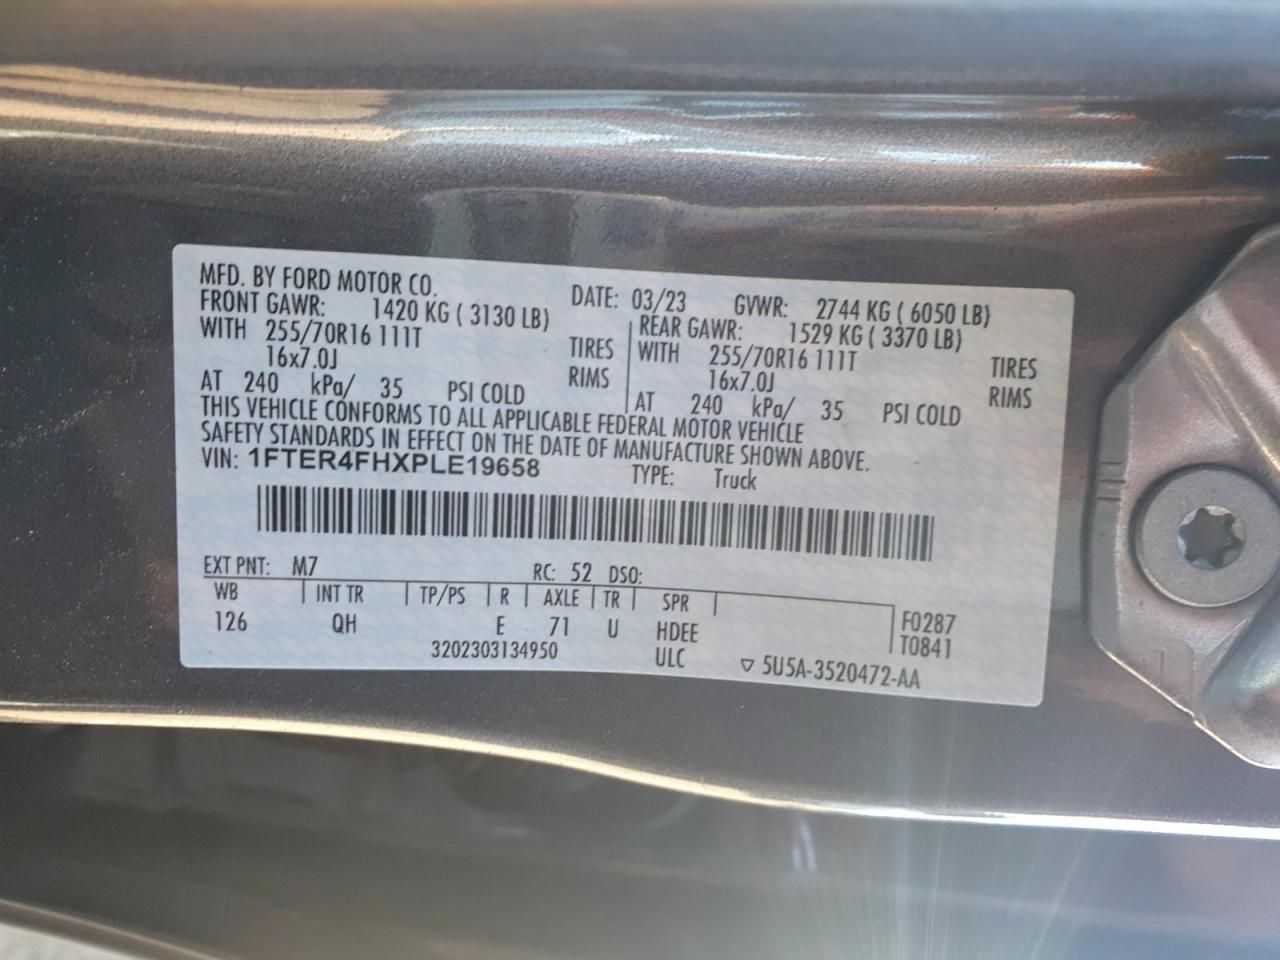 MFD. BY FORD MOTOR CO.
DATE: 03/23 GVWR: 2744 KG ( 6050 LB)
FRONT GAWR: 1420 KG ( 3130 LB)
WITH 255/70R16 111T TIRES
16x7.0J RIMS
AT 240 kPa/ 35 PSI COLD
REAR GAWR: 1529 KG ( 3370 LB)
WITH 255/70R16 111T TIRES
16x7.0J RIMS
AT 240 kPa/ 35 PSI COLD
THIS VEHICLE CONFORMS TO ALL APPLICABLE FEDERAL MOTOR VEHICLE
SAFETY STANDARDS IN EFFECT ON THE DATE OF MANUFACTURE SHOWN ABOVE.
VIN: 1FTER4FHXPLE19658 TYPE: Truck
EXT PNT: M7 RC: 52 DSO:
WB INT TR TP/PS R AXLE TR SPR
126 QH E 71 U HDEE F0287
ULC T0841
3202303134950 ▽ 5U5A-3520472-AA